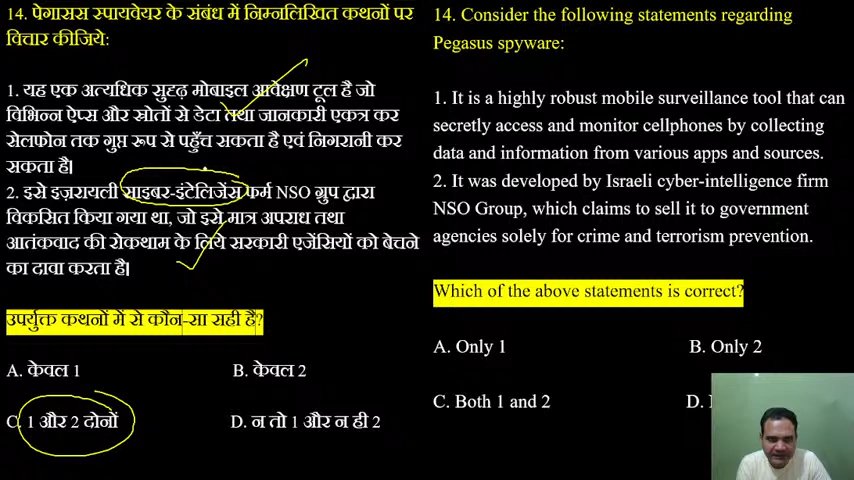 14. पेगासस स्पायवेयर के संबंध में निम्नलिखित कथनों पर
विचार कीजिये:
1. यह एक अत्यधिक सुदृढ़ मोबाइल आवेक्षण टूल है जो
विभिन्न ऐप्स और स्रोतों से डेटा तथा जानकारी एकत्र कर
सेलफोन तक गुप्त रूप से पहुँच सकता है एवं निगरानी कर
सकता है।
2. इसे इज़रायली साइबर-इंटेलिजेंस फर्म NSO ग्रुप द्वारा
विकसित किया गया था, जो इसे मात्र अपराध तथा
आतंकवाद की रोकथाम के लिये सरकारी एजेंसियों को बेचने
का दावा करता है।
उपर्युक्त कथनों में से कौन-सा सही है?
A. केवल 1
B. केवल 2
C. 1 और 2 दोनों
D. न तो 1 और न ही 2
14. Consider the following statements regarding
Pegasus spyware:
1. It is a highly robust mobile surveillance tool that can
secretly access and monitor cellphones by collecting
data and information from various apps and sources.
2. It was developed by Israeli cyber-intelligence firm
NSO Group, which claims to sell it to government
agencies solely for crime and terrorism prevention.
Which of the above statements is correct?
A. Only 1
B. Only 2
C. Both 1 and 2
D.